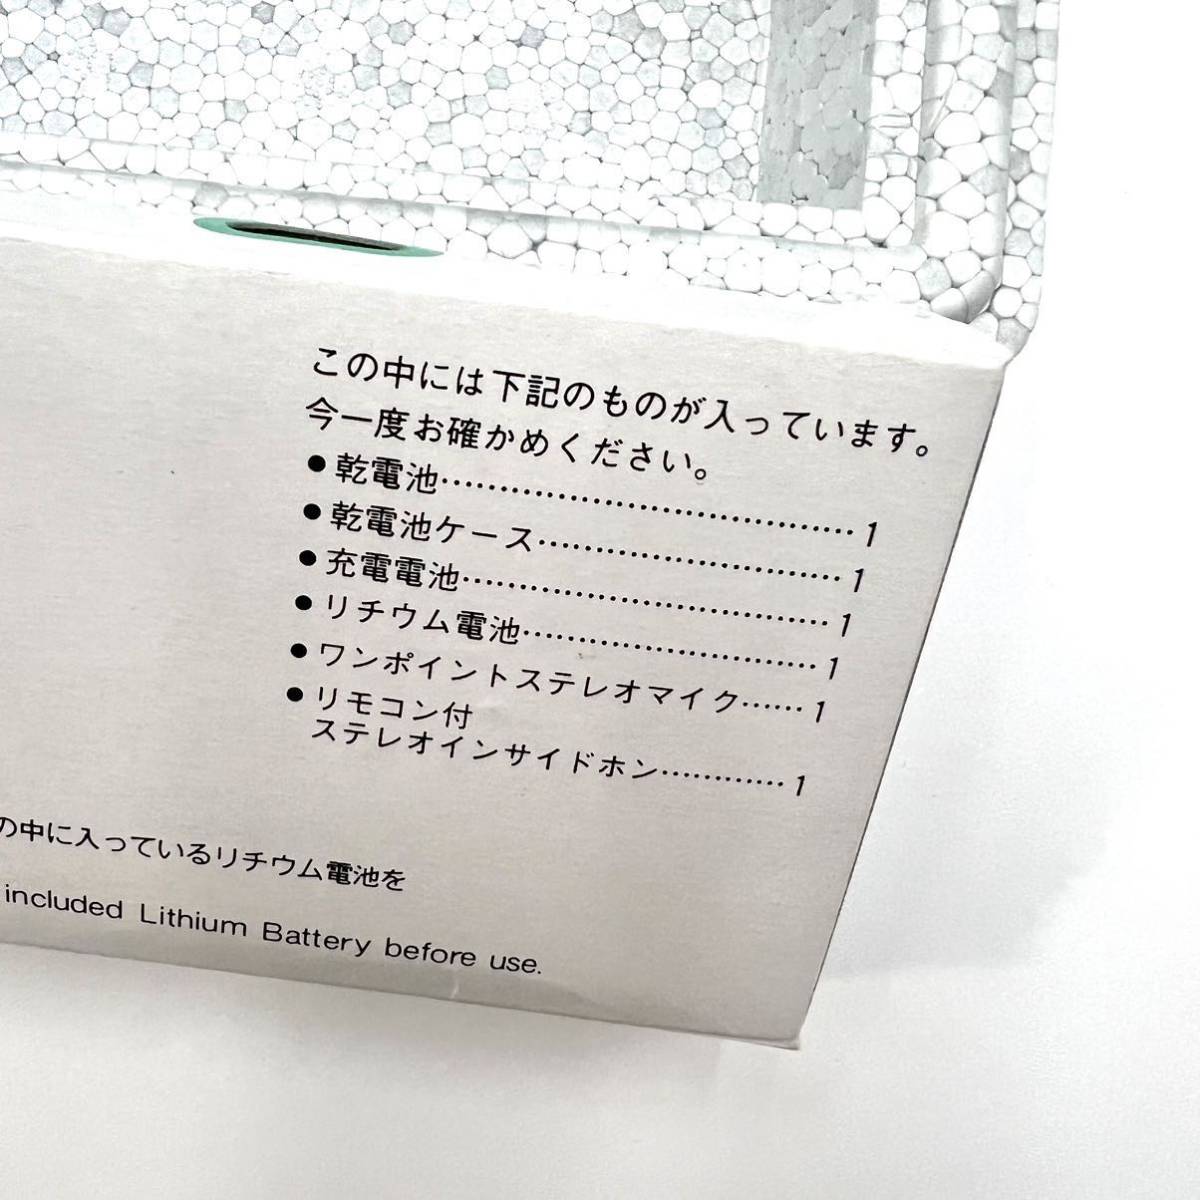 この中には下記のものが入っています。
今一度お確かめください。
●乾電池……………………………… 1
●乾電池ケース……………………… 1
●充電電池…………………………… 1
●リチウム電池……………………… 1
●ワンポイントステレオマイク…… 1
●リモコン付
ステレオインサイドホン………… 1
の中に入っているリチウム電池を
included Lithium Battery before use.